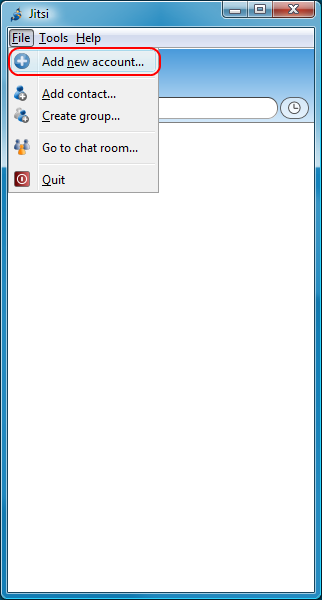 Jitsi
File Tools Help
Add new account...
Add contact...
Create group...
Go to chat room...
Quit